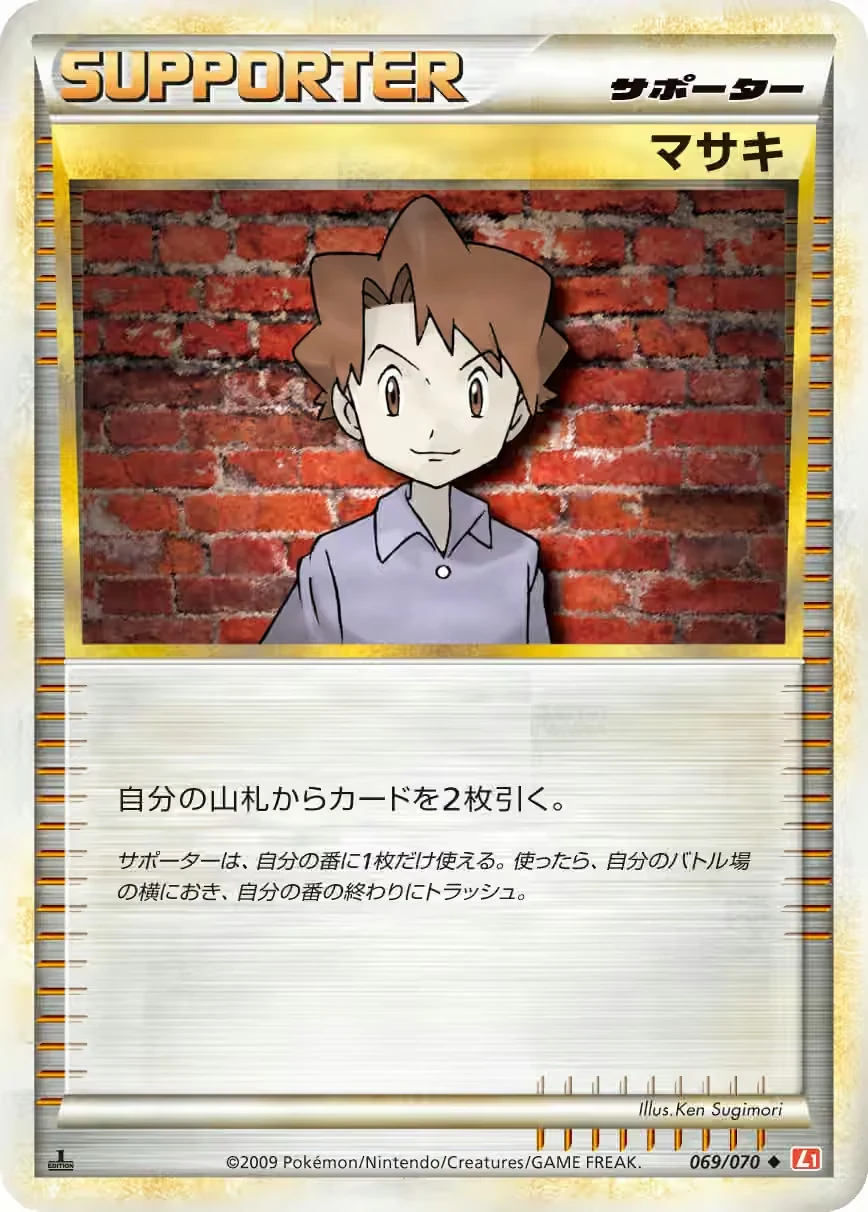 SUPPORTER サポーター
マサキ
自分の山札からカードを2枚引く。
サポーターは、自分の番に1枚だけ使える。使ったら、自分のバトル場
の横におき、自分の番の終わりにトラッシュ。
Illus.Ken Sugimori
1 EDITION ©2009 Pokémon/Nintendo/Creatures/GAME FREAK. 069/070 ◆ L1